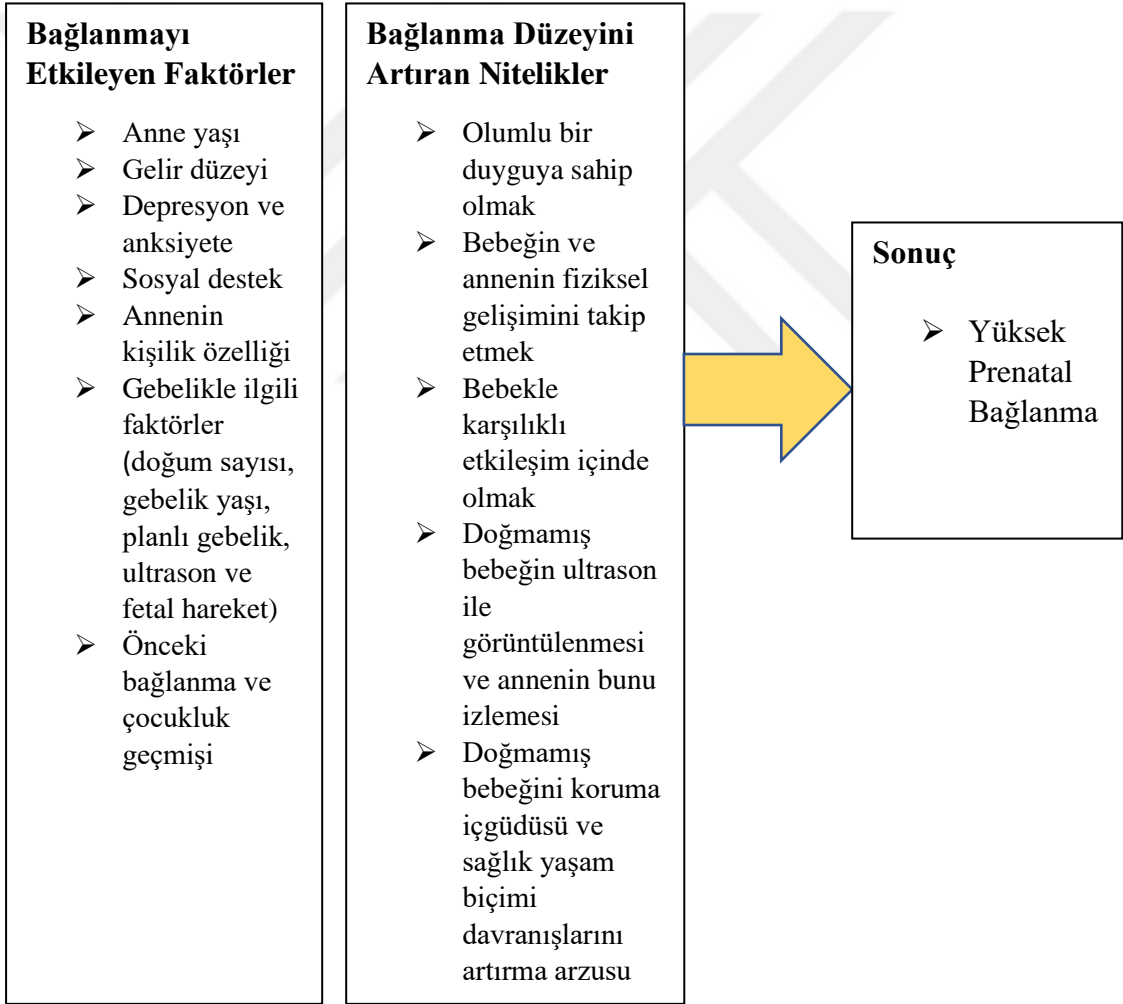 Bağlanmayı
Etkileyen Faktörler
➢ Anne yaşı
➢ Gelir düzeyi
➢ Depresyon ve
anksiyete
➢ Sosyal destek
➢ Annenin
kişilik özelliği
➢ Gebelikle ilgili
faktörler
(doğum sayısı,
gebelik yaşı,
planlı gebelik,
ultrason ve
fetal hareket)
➢ Önceki
bağlanma ve
çocukluk
geçmişi
Bağlanma Düzeyini
Artıran Nitelikler
➢ Olumlu bir
duyguya sahip
olmak
➢ Bebeğin ve
annenin fiziksel
gelişimini takip
etmek
➢ Bebekle
karşılıklı
etkileşim içinde
olmak
➢ Doğmamış
bebeğin ultrason
ile
görüntülenmesi
ve annenin bunu
izlemesi
➢ Doğmamış
bebeğini koruma
içgüdüsü ve
sağlık yaşam
biçimi
davranışlarını
artırma arzusu
Sonuç
➢ Yüksek
Prenatal
Bağlanma